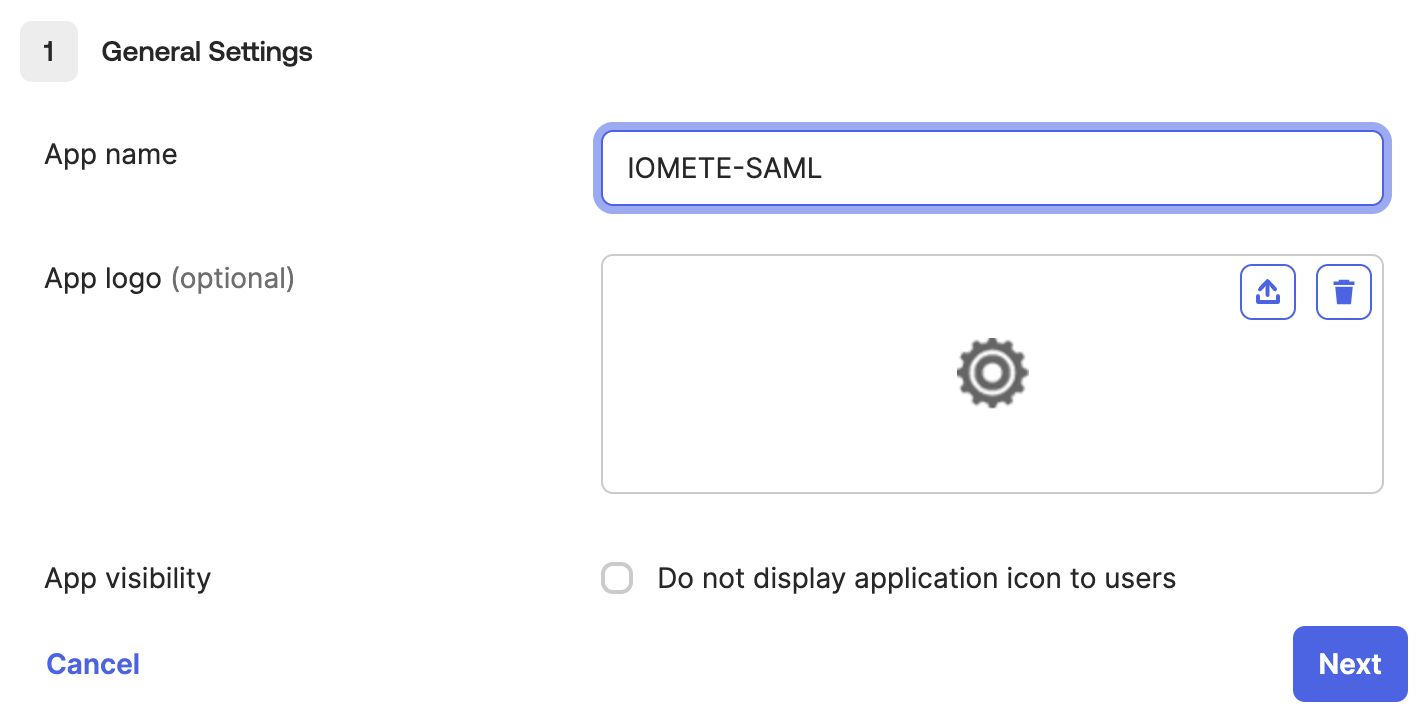 1 General Settings
App name
IOMETE-SAML
App logo (optional)
App visibility
Do not display application icon to users
Cancel
Next